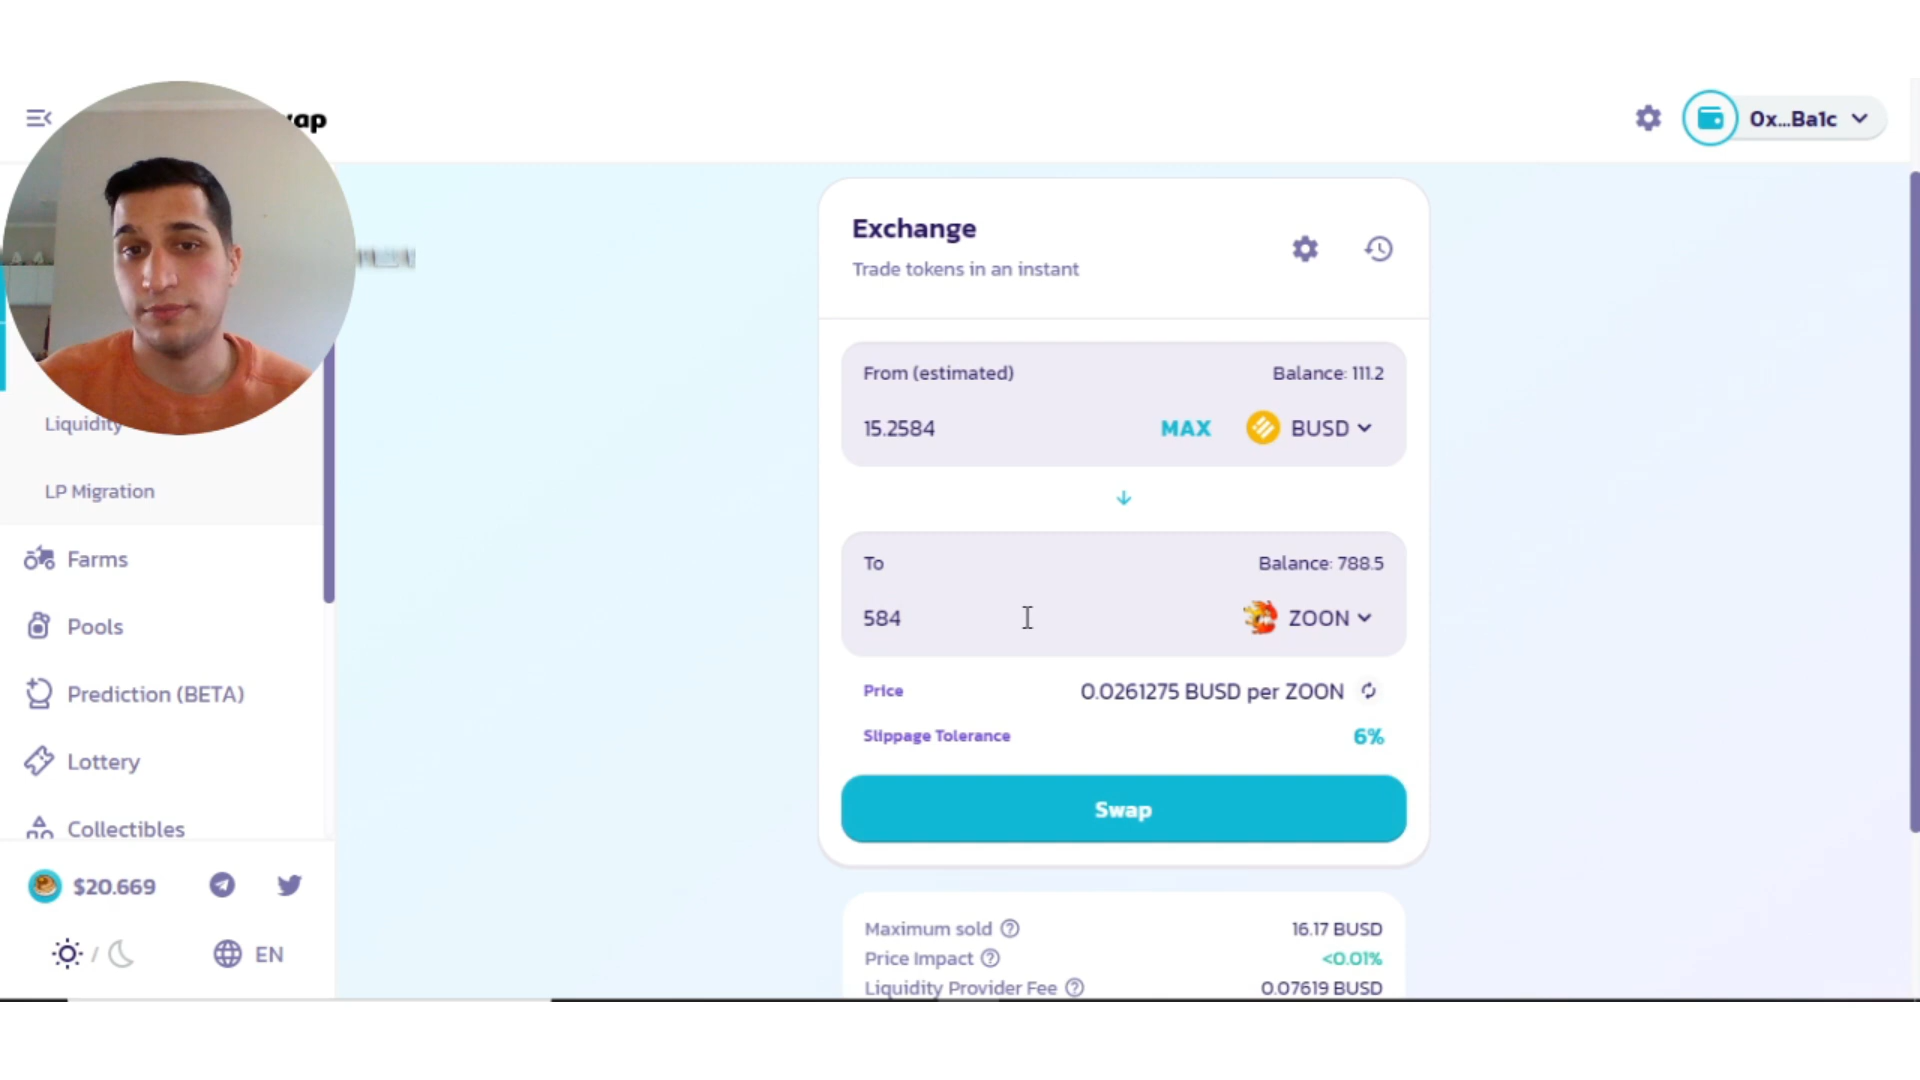 ap
0x...Ba1c
Exchange
Trade tokens in an instant
From (estimated)
Balance: 111.2
15.2584
MAX
BUSD
To
Balance: 788.5
584
ZOON
Price
0.0261275 BUSD per ZOON
Slippage Tolerance
6%
Swap
Maximum sold
16.17 BUSD
Price Impact
<0.01%
Liquidity Provider Fee
0.07619 BUSD
Liquidity
LP Migration
Farms
Pools
Prediction (BETA)
Lottery
Collectibles
$20.669
/
EN